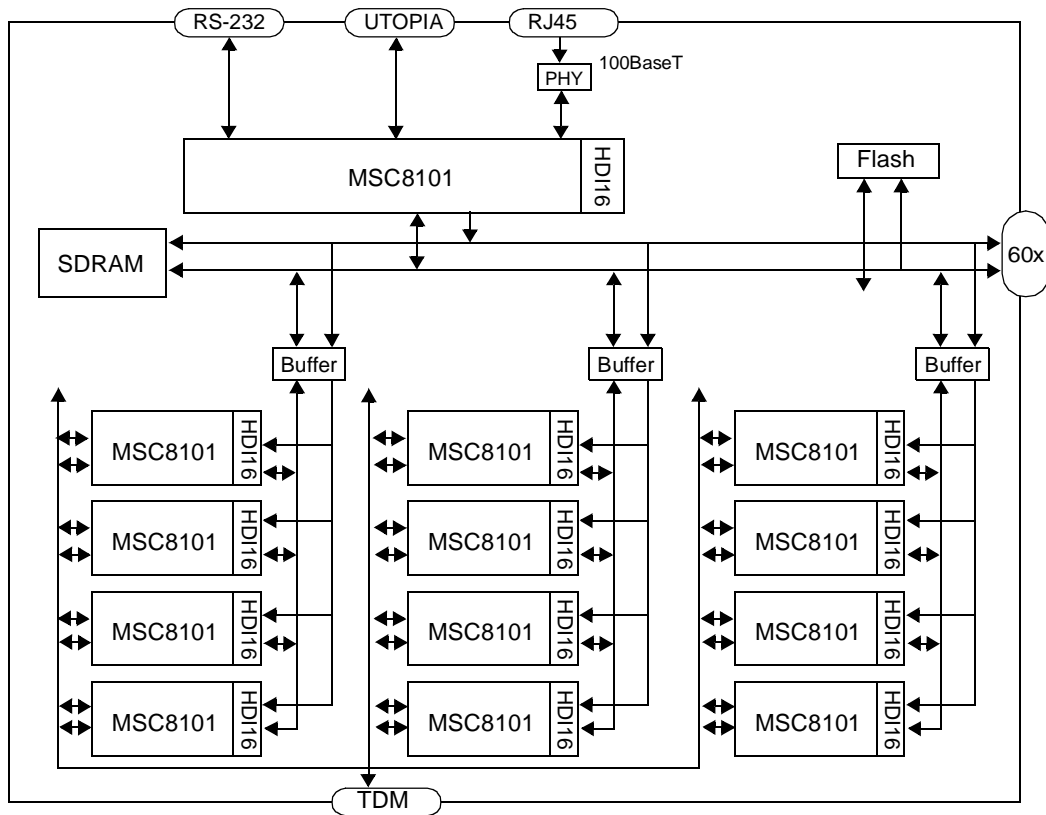 RS-232
UTOPIA
RJ45
PHY
100BaseT
MSC8101
HDI16
Flash
SDRAM
60x
Buffer
Buffer
Buffer
MSC8101
HDI16
MSC8101
HDI16
MSC8101
HDI16
MSC8101
HDI16
MSC8101
HDI16
MSC8101
HDI16
MSC8101
HDI16
MSC8101
HDI16
MSC8101
HDI16
MSC8101
HDI16
MSC8101
HDI16
MSC8101
HDI16
TDM